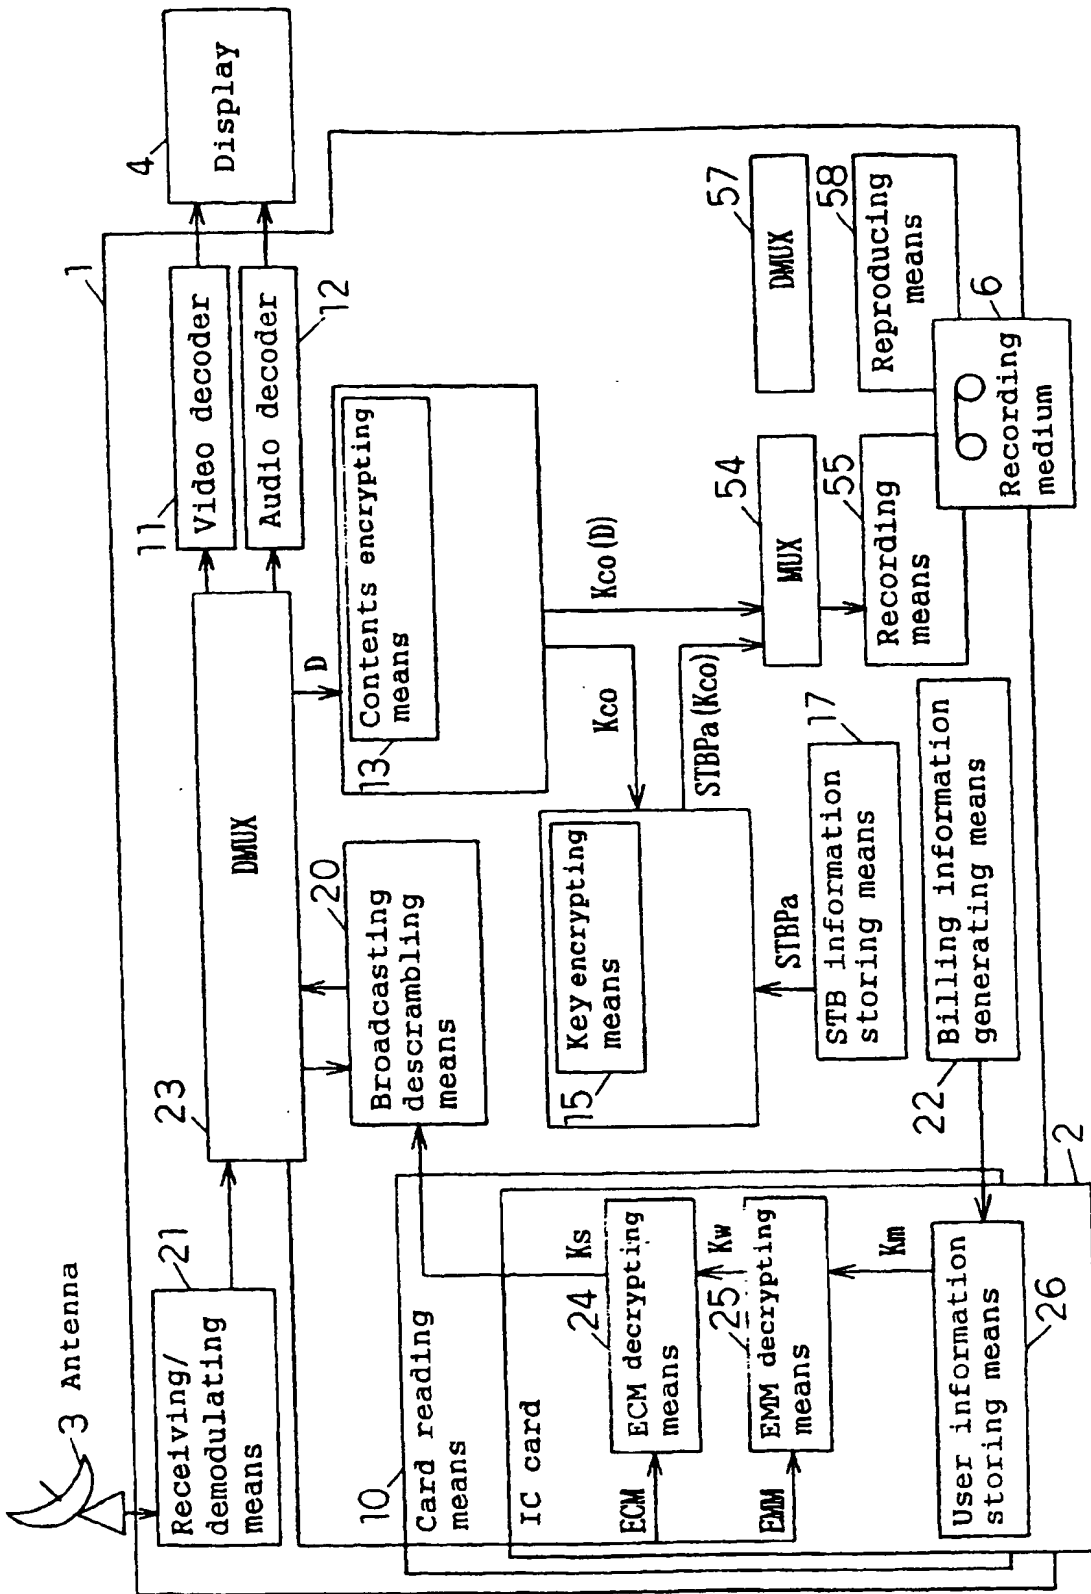 3
Antenna
Receiving/
demodulating
means
21
23
DMUX
1
11
Video decoder
Audio decoder
12
4
Display
D
Contents encrypting
means
13
20
Broadcasting
descrambling
means
10
Card reading
means
IC card
ECM
EMM
Ks
24
ECM decrypting
means
Kw
25
EMM decrypting
means
Km
User information
storing means
26
2
Key encrypting
means
15
Kco
Kco(D)
STBPa(Kco)
STBPa
17
STB information
storing means
Billing information
generating means
22
54
MUX
55
Recording
means
57
DMUX
58
Reproducing
means
6
Recording
medium